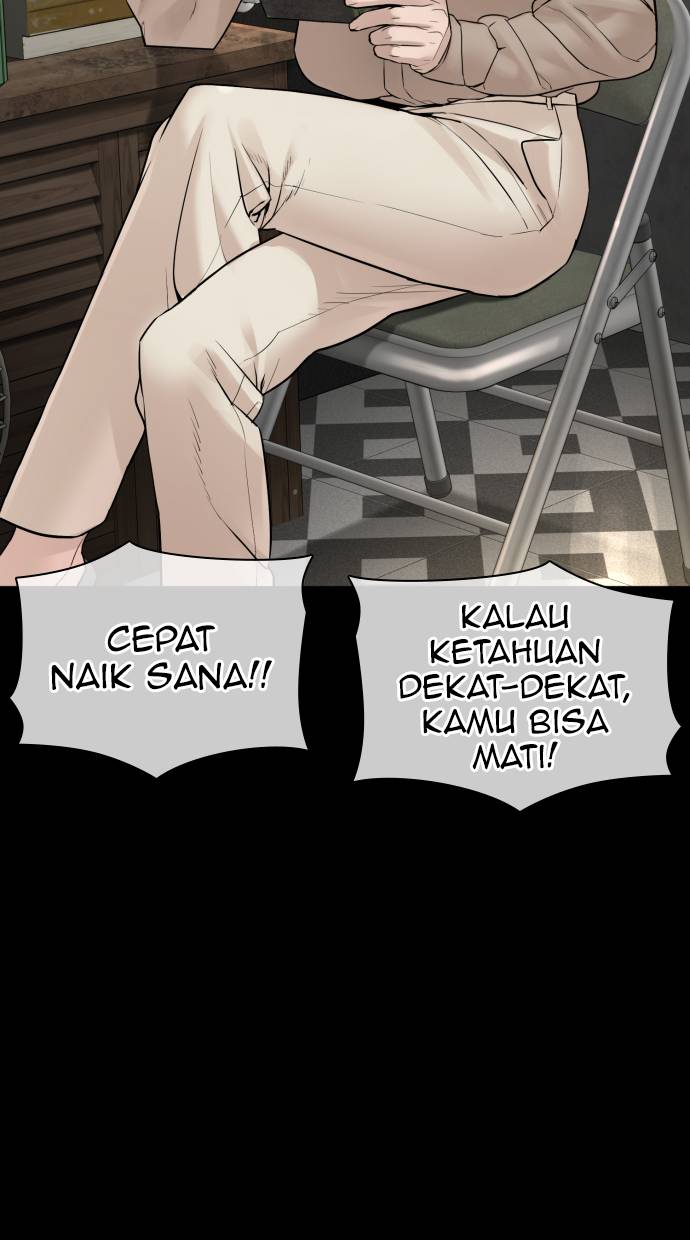 CEPAT
NAIK SANA!!
KALAU
KETAHUAN
DEKAT-DEKAT,
KAMU BISA
MATI!